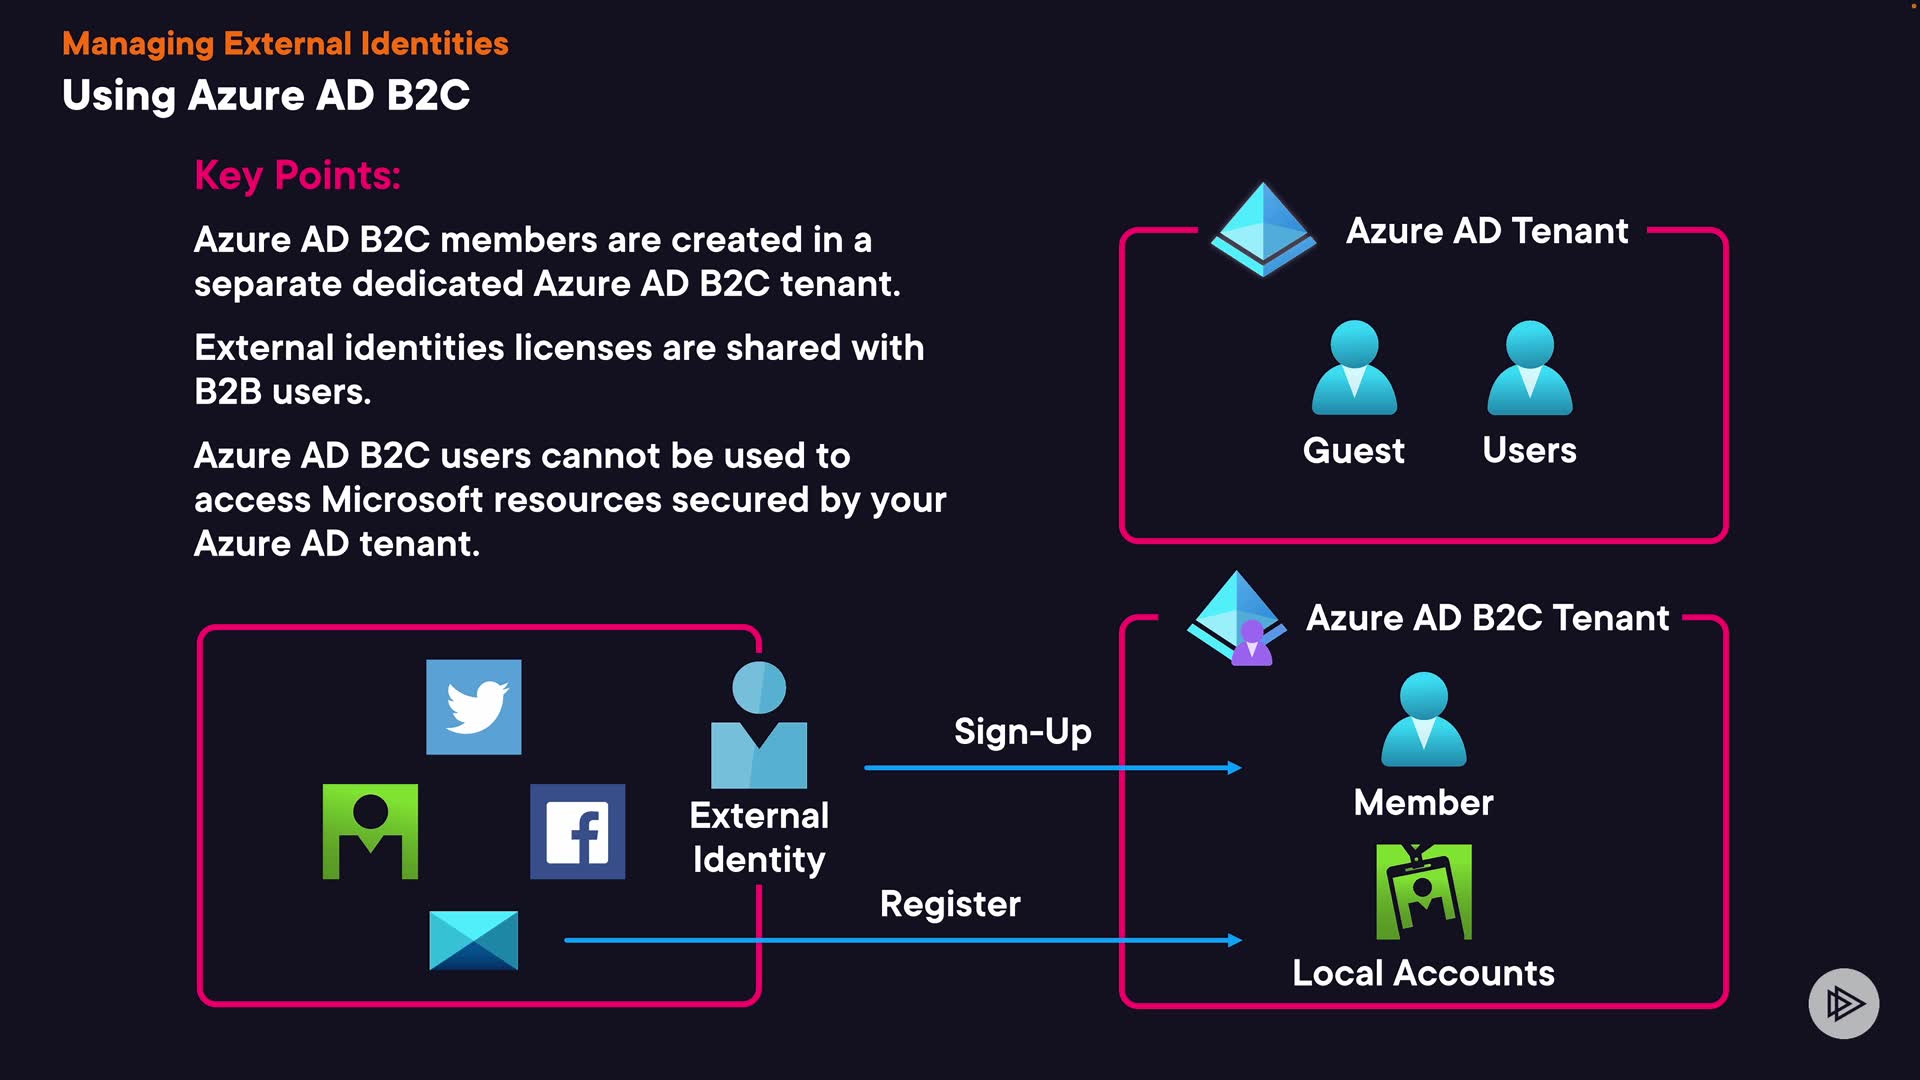 Managing External Identities
Using Azure AD B2C
Key Points:
Azure AD B2C members are created in a
separate dedicated Azure AD B2C tenant.
External identities licenses are shared with
B2B users.
Azure AD B2C users cannot be used to
access Microsoft resources secured by your
Azure AD tenant.
Azure AD Tenant
Guest
Users
Azure AD B2C Tenant
Sign-Up
Member
External
Identity
Register
Local Accounts